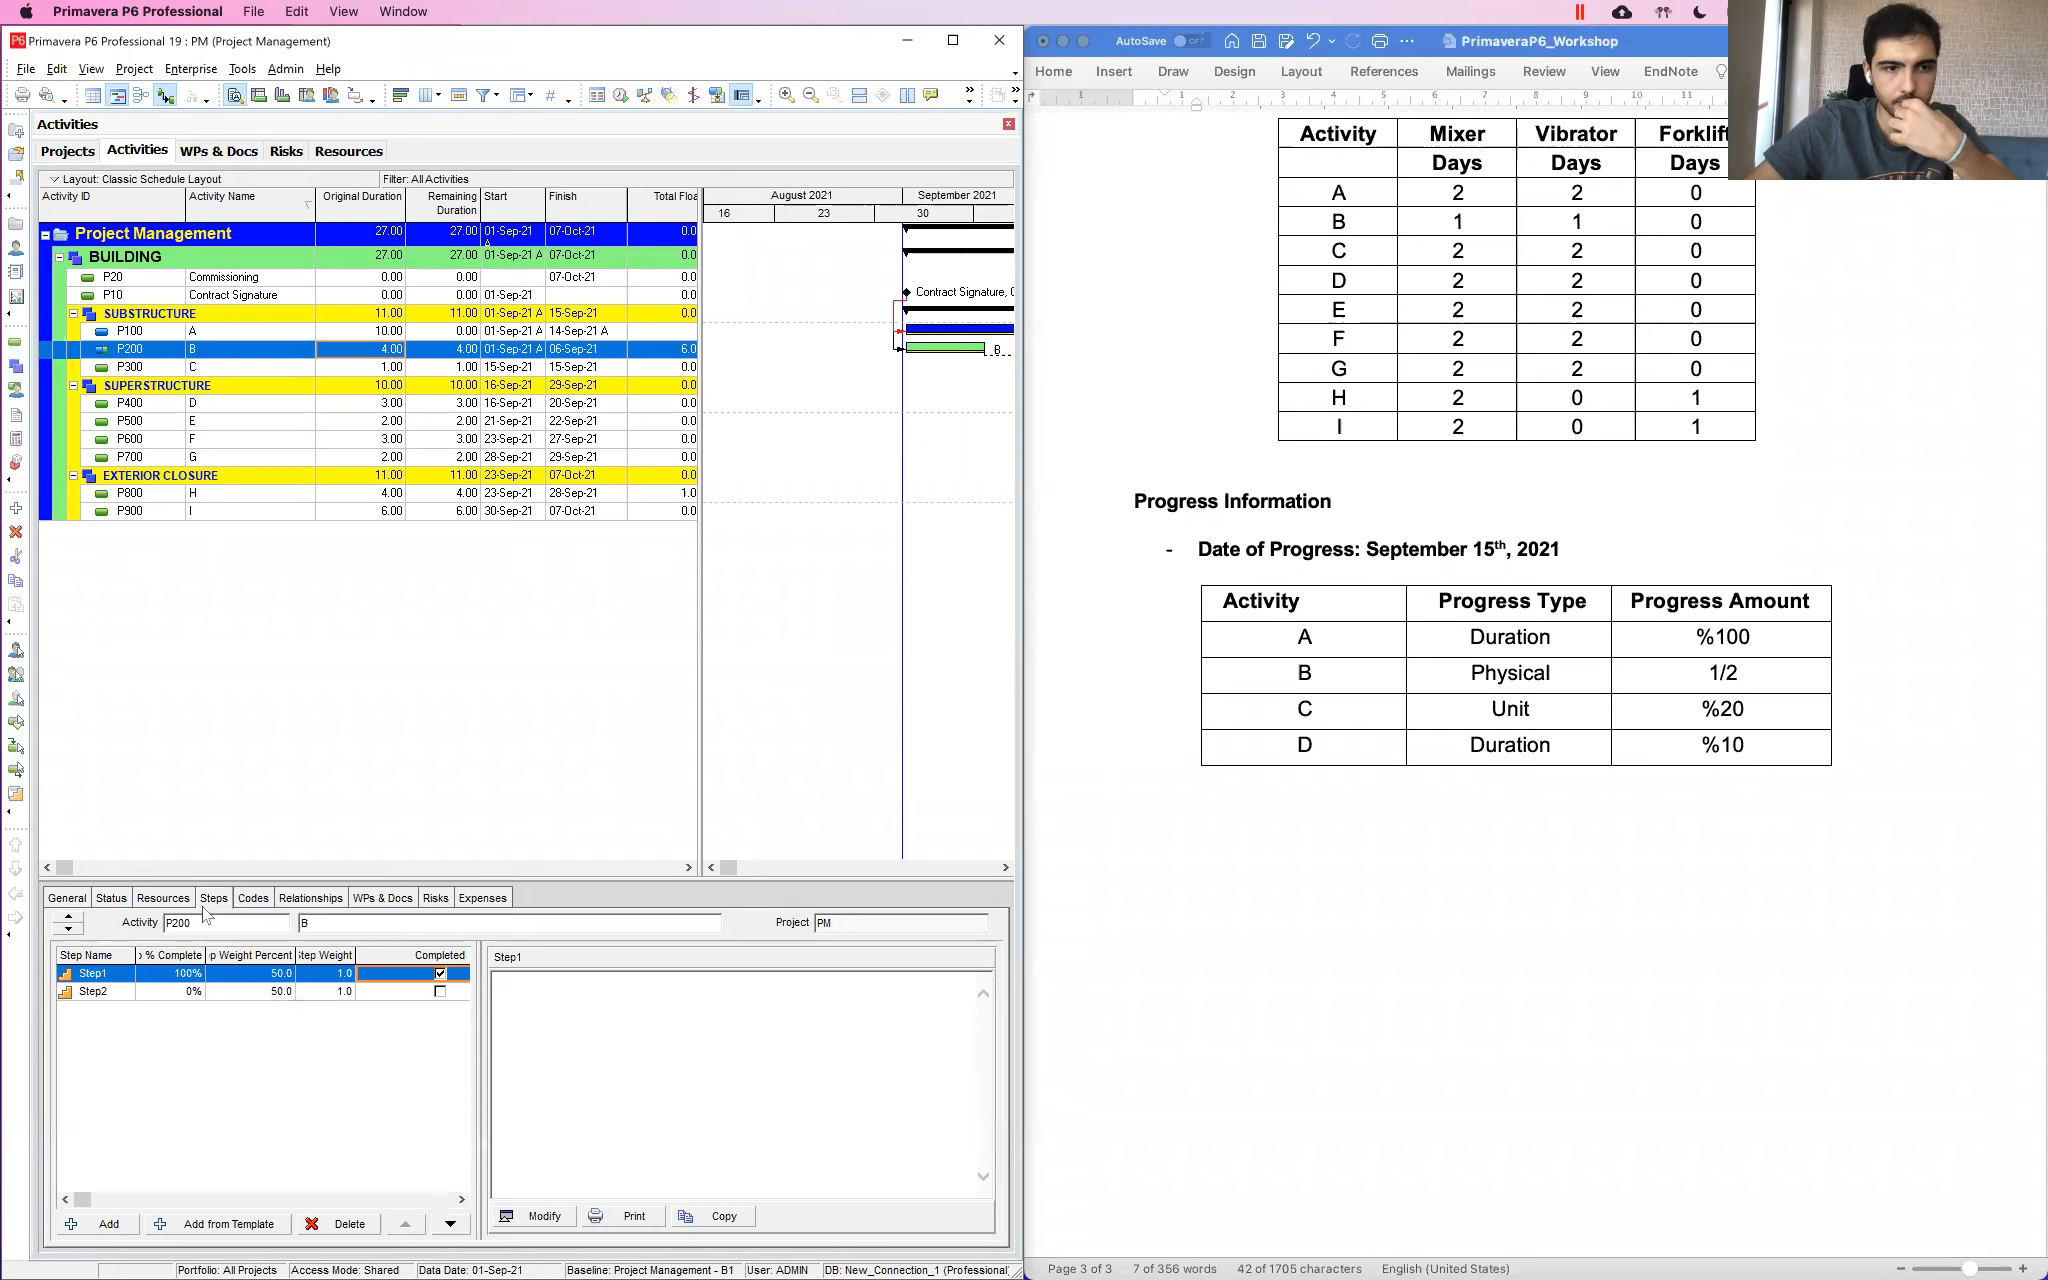 Primavera P6 Professional File Edit View Window
Primavera P6 Professional 19 : PM (Project Management)
File Edit View Project Enterprise Tools Admin Help
Activities
Projects Activities WPs & Docs Risks Resources
Layout: Classic Schedule Layout Filter: All Activities
Activity ID Activity Name Original Duration Remaining Duration Start Finish Total Floa
August 2021 September 2021
16 23 30
Project Management 27.00 27.00 01-Sep-21 A 07-Oct-21 0.0
BUILDING 27.00 27.00 01-Sep-21 A 07-Oct-21 0.0
P20 Commissioning 0.00 0.00 07-Oct-21 0.0
P10 Contract Signature 0.00 0.00 01-Sep-21 0.0
Contract Signature,
SUBSTRUCTURE 11.00 11.00 01-Sep-21 A 15-Sep-21 0.0
P100 A 10.00 0.00 01-Sep-21 A 14-Sep-21 A
P200 B 4.00 4.00 01-Sep-21 A 06-Sep-21 6.0
B
P300 C 1.00 1.00 15-Sep-21 15-Sep-21 0.0
SUPERSTRUCTURE 10.00 10.00 16-Sep-21 29-Sep-21 0.0
P400 D 3.00 3.00 16-Sep-21 20-Sep-21 0.0
P500 E 2.00 2.00 21-Sep-21 22-Sep-21 0.0
P600 F 3.00 3.00 23-Sep-21 27-Sep-21 0.0
P700 G 2.00 2.00 28-Sep-21 29-Sep-21 0.0
EXTERIOR CLOSURE 11.00 11.00 23-Sep-21 07-Oct-21 0.0
P800 H 4.00 4.00 23-Sep-21 28-Sep-21 1.0
P900 I 6.00 6.00 30-Sep-21 07-Oct-21 0.0
General Status Resources Steps Codes Relationships WPs & Docs Risks Expenses
Activity P200 B Project PM
Step Name % Complete Weight Percent Step Weight Completed
Step1 100% 50.0 1.0
Step2 0% 50.0 1.0
Step1
Add Add from Template Delete
Modify Print Copy
Portfolio: All Projects Access Mode: Shared Data Date: 01-Sep-21 Baseline: Project Management - B1 User: ADMIN DB: New_Connection_1 (Professional
AutoSave OFF PrimaveraP6_Workshop
Home Insert Draw Design Layout References Mailings Review View EndNote
1 1 2 3 4 5 6 7 8 9 10 11
Activity Mixer Vibrator Forklift
Days Days Days
A 2 2 0
B 1 1 0
C 2 2 0
D 2 2 0
E 2 2 0
F 2 2 0
G 2 2 0
H 2 0 1
I 2 0 1
Progress Information
- Date of Progress: September 15th, 2021
Activity Progress Type Progress Amount
A Duration %100
B Physical 1/2
C Unit %20
D Duration %10
Page 3 of 3 7 of 356 words 42 of 1705 characters English (United States)